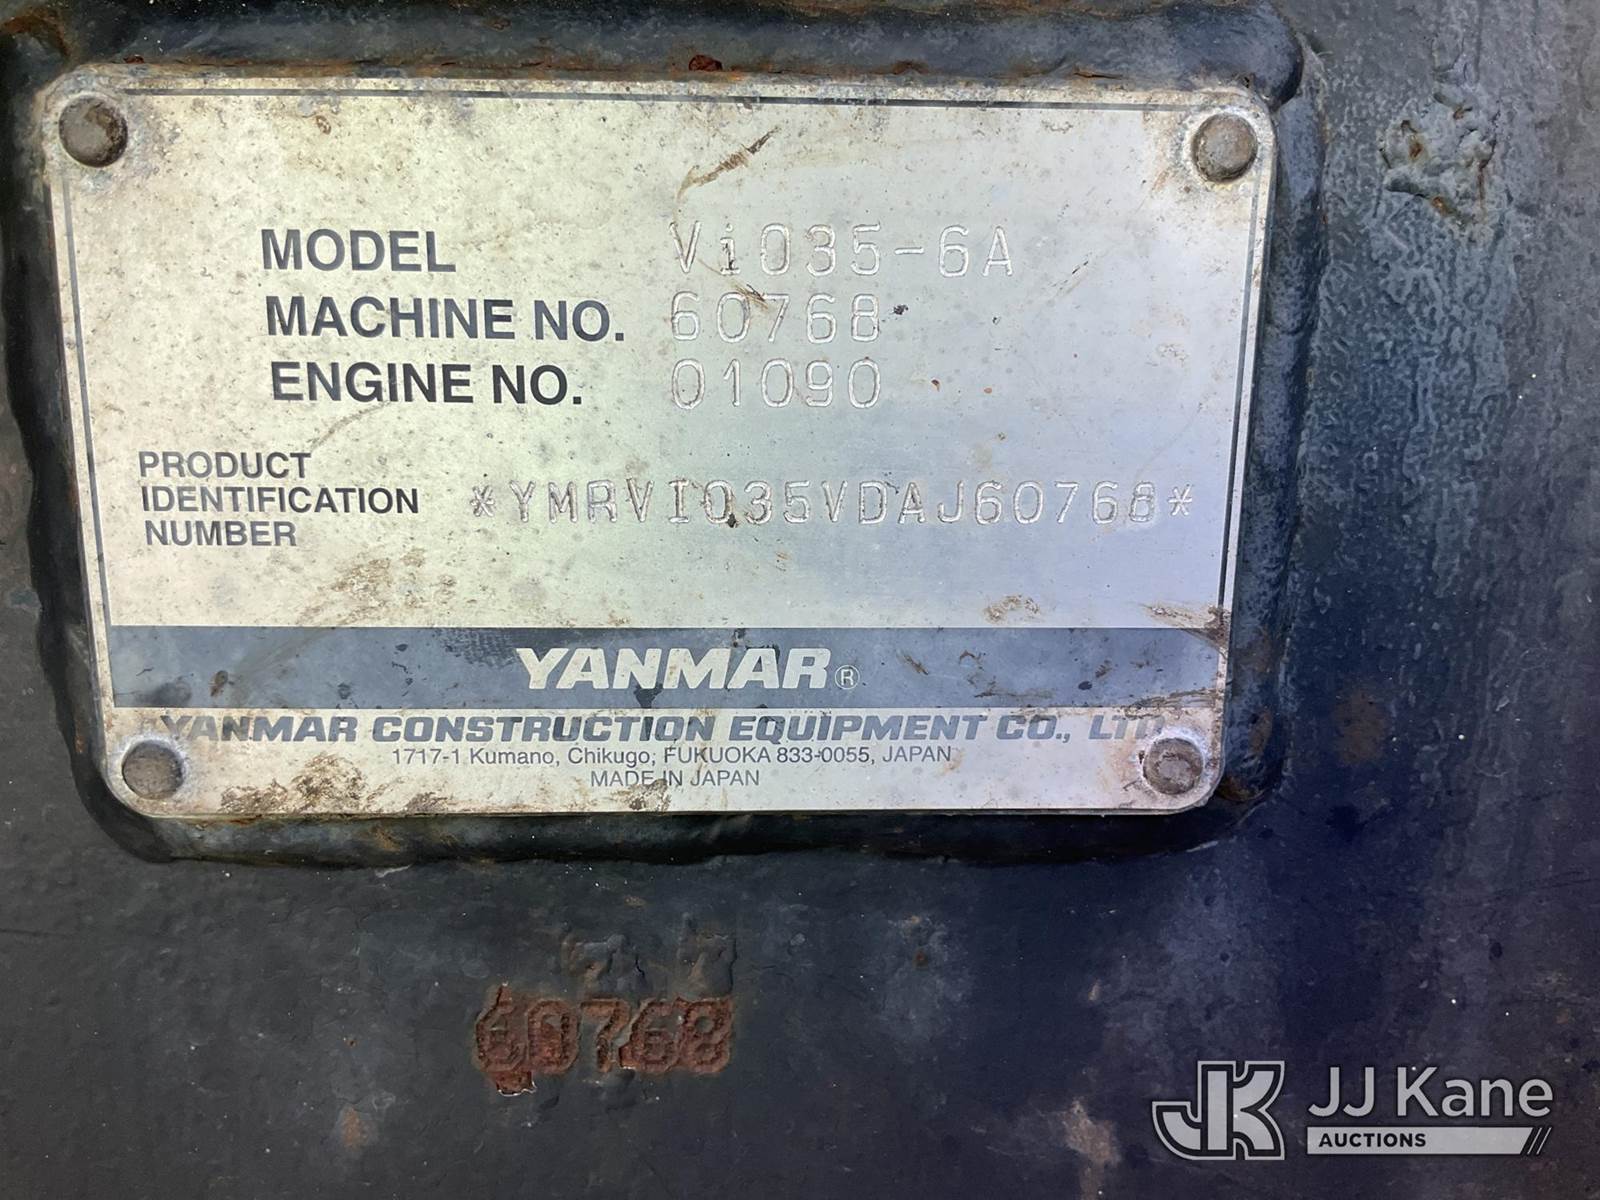 MODEL Vi035-6A
MACHINE NO. 60768
ENGINE NO. 01090
PRODUCT
IDENTIFICATION *YMRVI035VDAJ60768*
NUMBER
YANMAR®
YANMAR CONSTRUCTION EQUIPMENT CO., LTD.
1717-1 Kumano, Chikugo, FUKUOKA 833-0055, JAPAN
MADE IN JAPAN
60768
JK JJ Kane
AUCTIONS